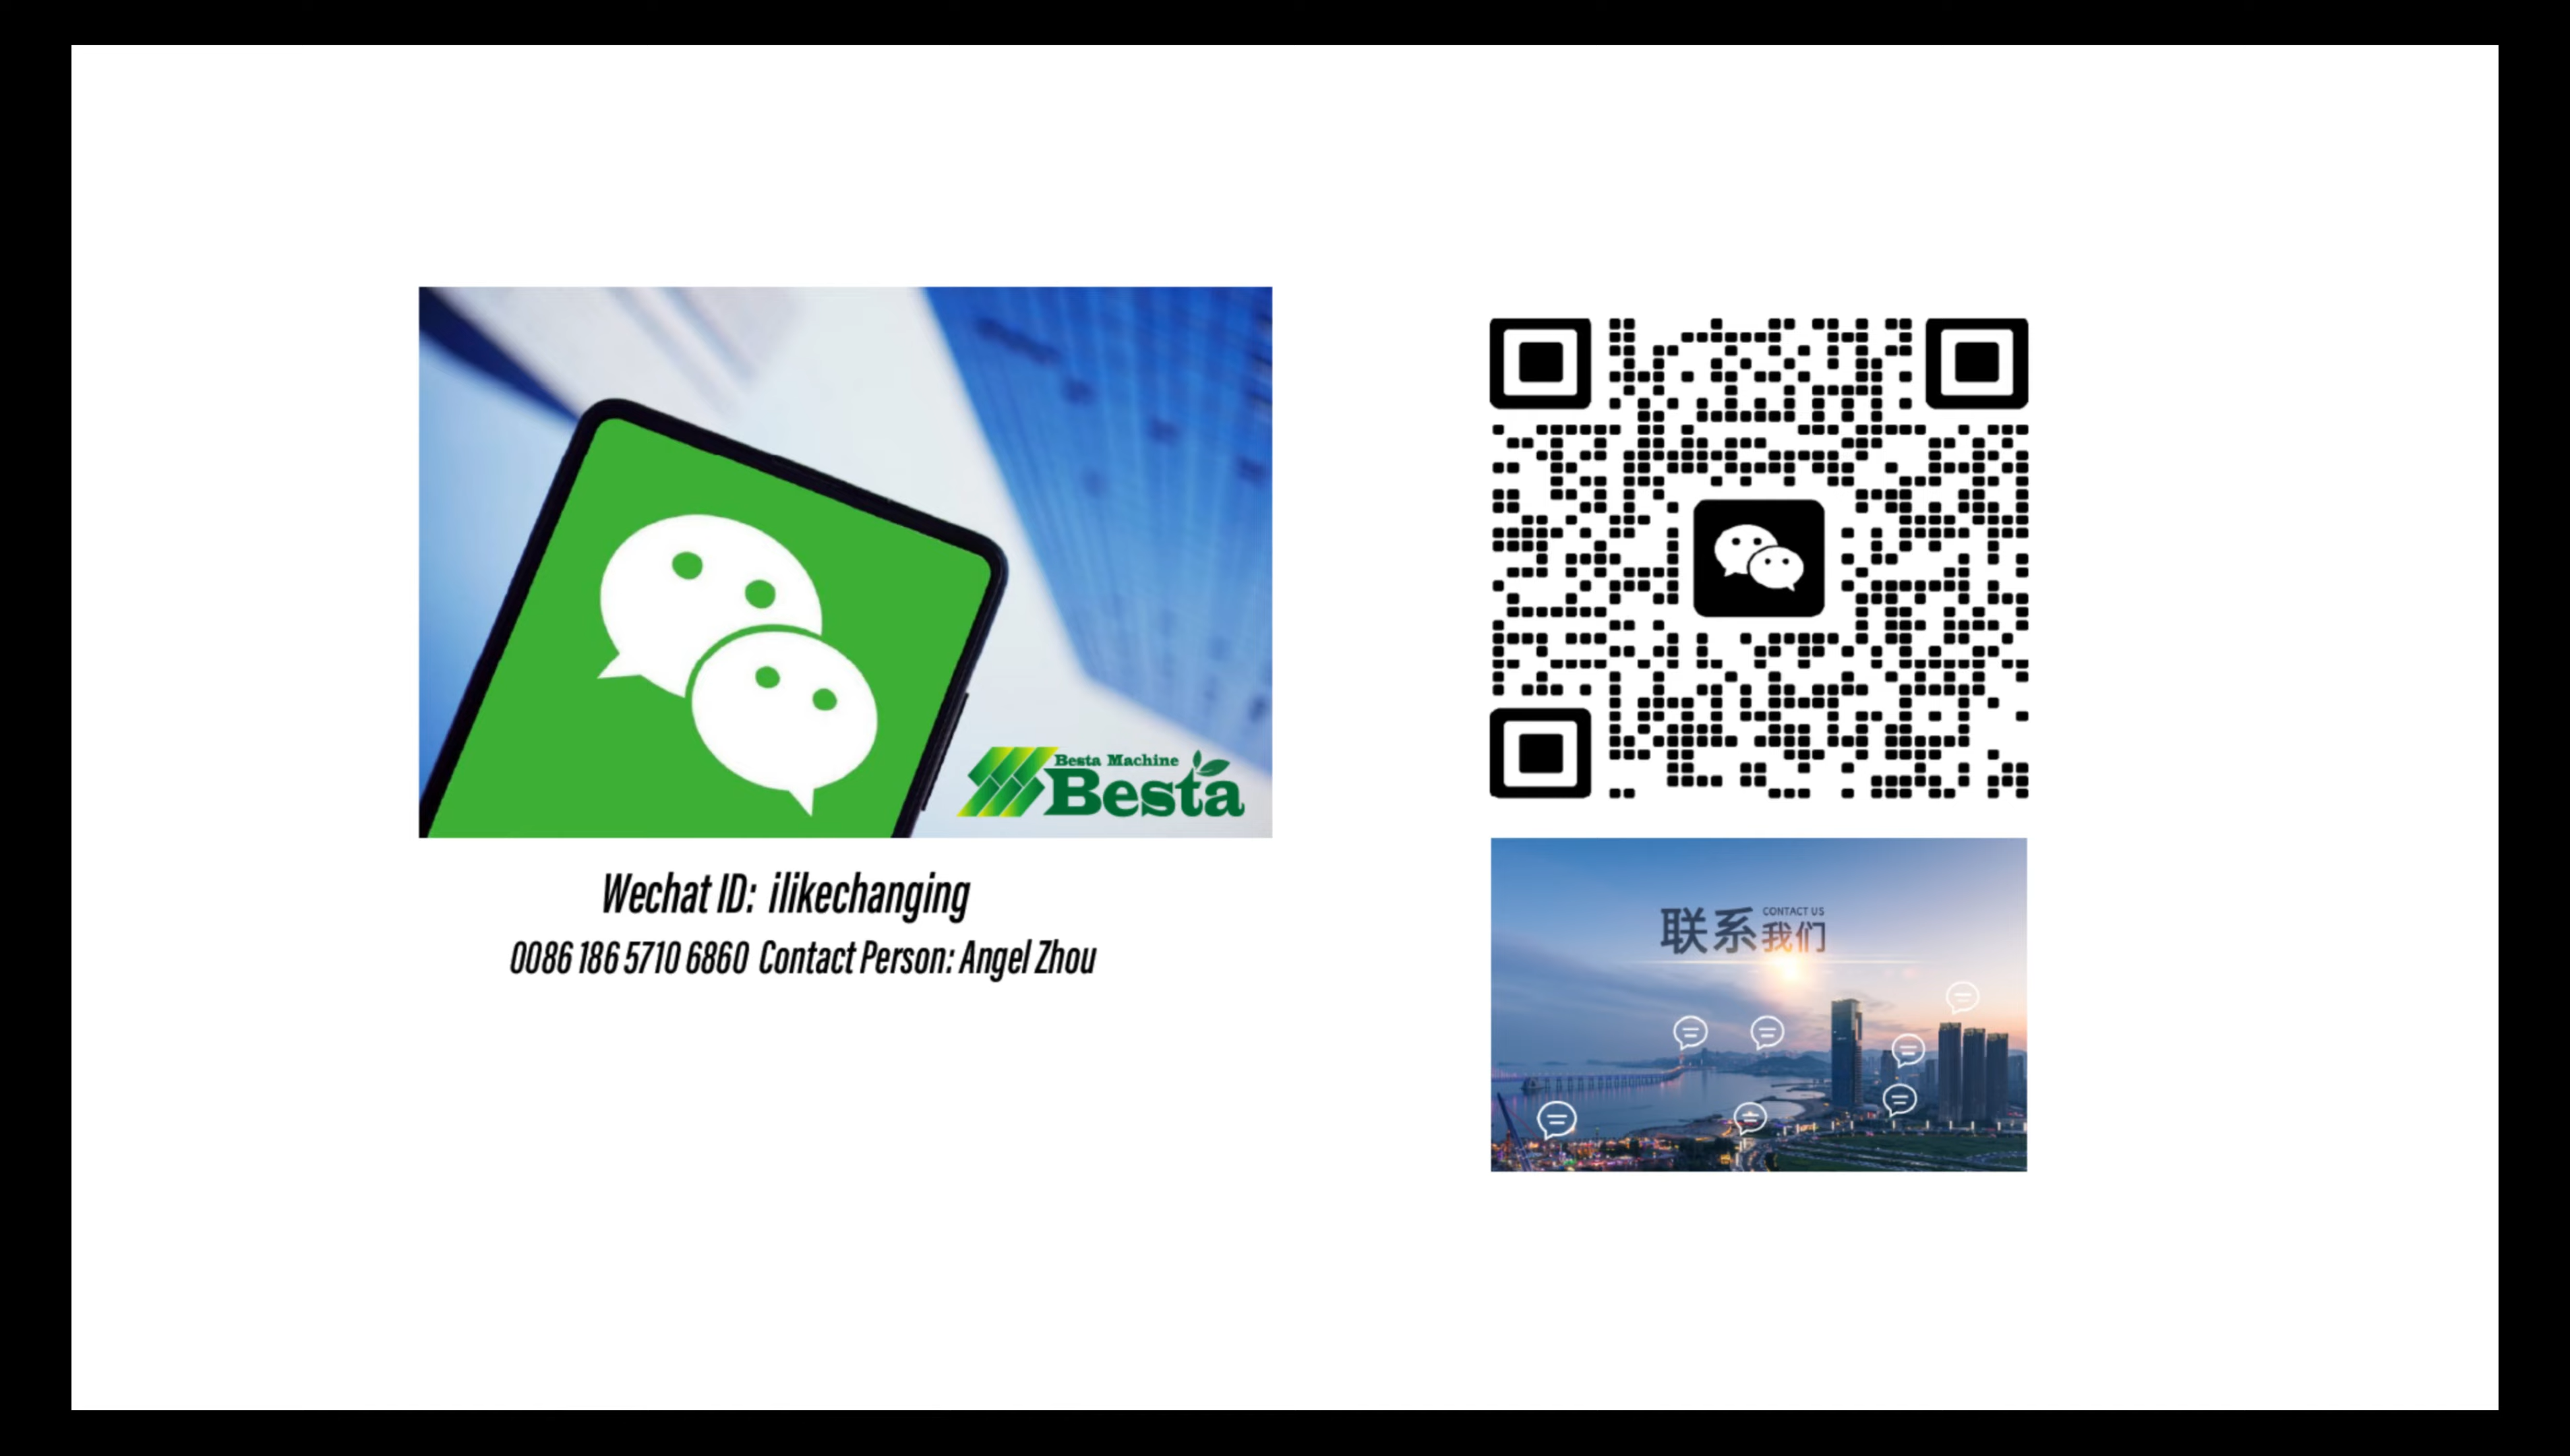 Besta Machine
Besta
Wechat ID: ilikechanging
0086 186 5710 6860 Contact Person: Angel Zhou
联系 CONTACT US
我们